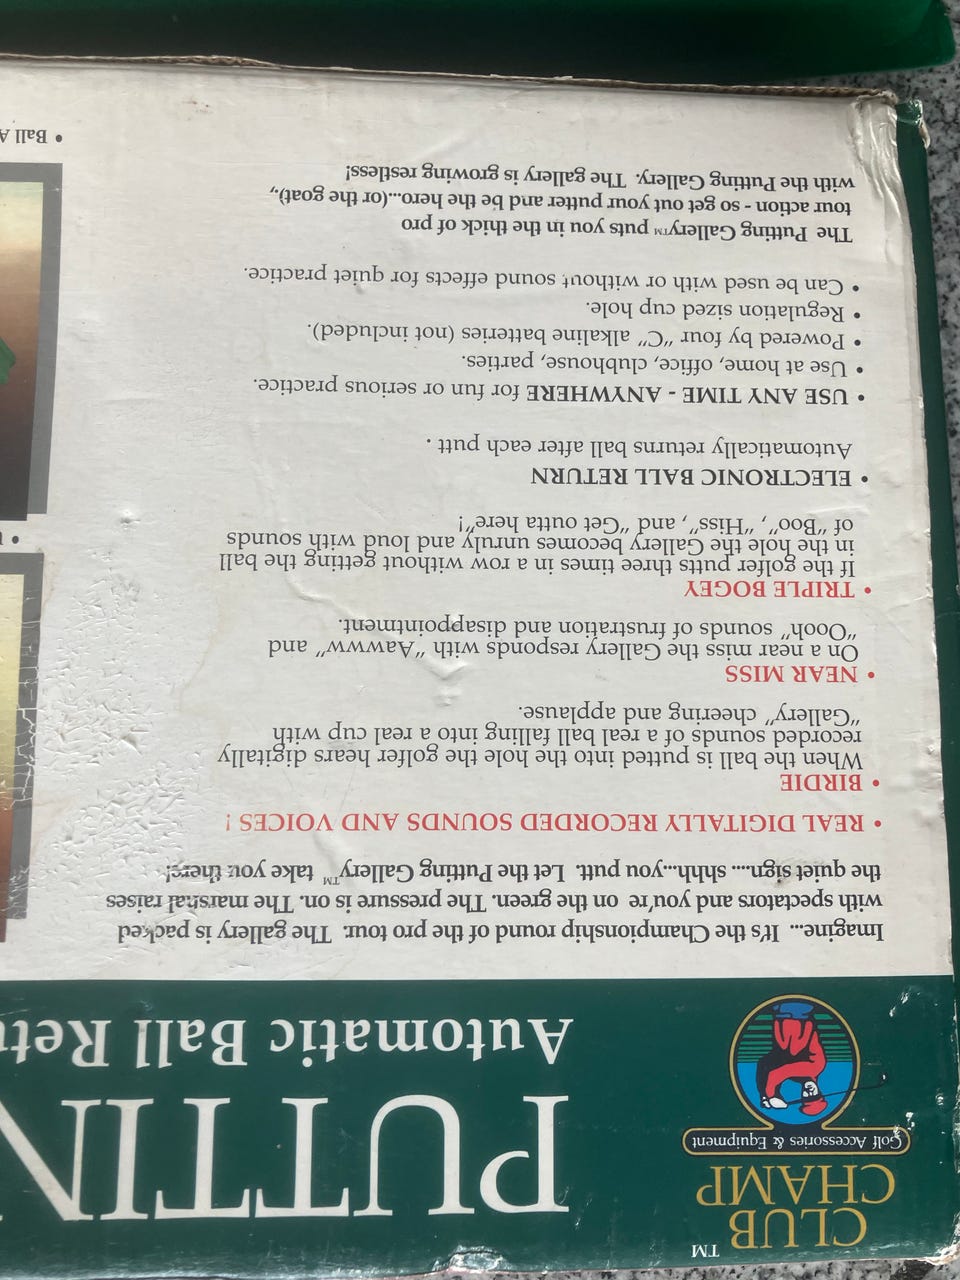 CLUB
CHAMP
TM
Golf Accessories & Equipment
PUTTIN
Automatic Ball Retu
Imagine... It's the Championship round of the pro tour. The gallery is packed
with spectators and you're on the green. The pressure is on. The marshal raises
the quiet sign.... shhh...you putt. Let the Putting Gallery™ take you there!
• REAL DIGITALLY RECORDED SOUNDS AND VOICES !
• BIRDIE
When the ball is putted into the hole the golfer hears digitally
recorded sounds of a real ball falling into a real cup with
"Gallery" cheering and applause.
• NEAR MISS
On a near miss the Gallery responds with "Aawww" and
"Oooh" sounds of frustration and disappointment.
• TRIPLE BOGEY
If the golfer putts three times in a row without getting the ball
in the hole the Gallery becomes unruly and loud with sounds
of "Boo", "Hiss", and "Get outta here"!
• ELECTRONIC BALL RETURN
Automatically returns ball after each putt .
• USE ANY TIME - ANYWHERE for fun or serious practice.
• Use at home, office, clubhouse, parties.
• Powered by four "C" alkaline batteries (not included).
• Regulation sized cup hole.
• Can be used with or without sound effects for quiet practice.
The Putting Gallery™ puts you in the thick of pro
tour action - so get out your putter and be the hero...(or the goat),
with the Putting Gallery. The gallery is growing restless!
• Ball A